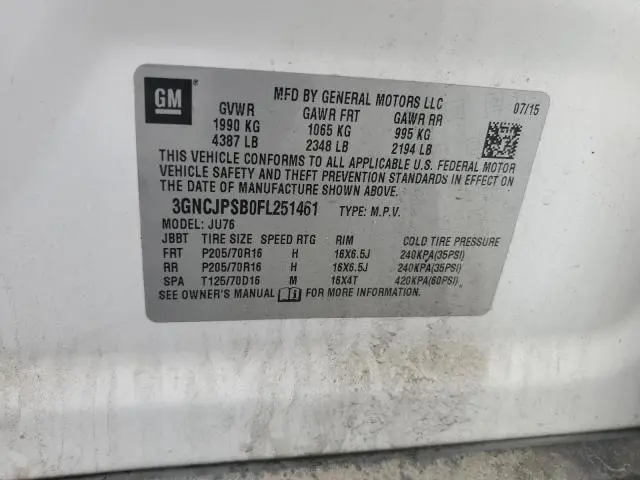 GM ®
MFD BY GENERAL MOTORS LLC 07/15
GVWR GAWR FRT GAWR RR
1990 KG 1065 KG 995 KG
4387 LB 2348 LB 2194 LB
THIS VEHICLE CONFORMS TO ALL APPLICABLE U.S. FEDERAL MOTOR
VEHICLE SAFETY AND THEFT PREVENTION STANDARDS IN EFFECT ON
DATE OF MANUFACTURE SHOWN ABOVE.
3GNCJPSB0FL251461 TYPE: M.P.V.
MODEL: JU76
JBBT TIRE SIZE SPEED RTG RIM COLD TIRE PRESSURE
FRT P205/70R16 H 16X6.5J 240KPA(35PSI)
RR P205/70R16 H 16X6.5J 240KPA(35PSI)
SPA T125/70D16 M 16X4T 420KPA(60PSI)
SEE OWNER'S MANUAL FOR MORE INFORMATION.